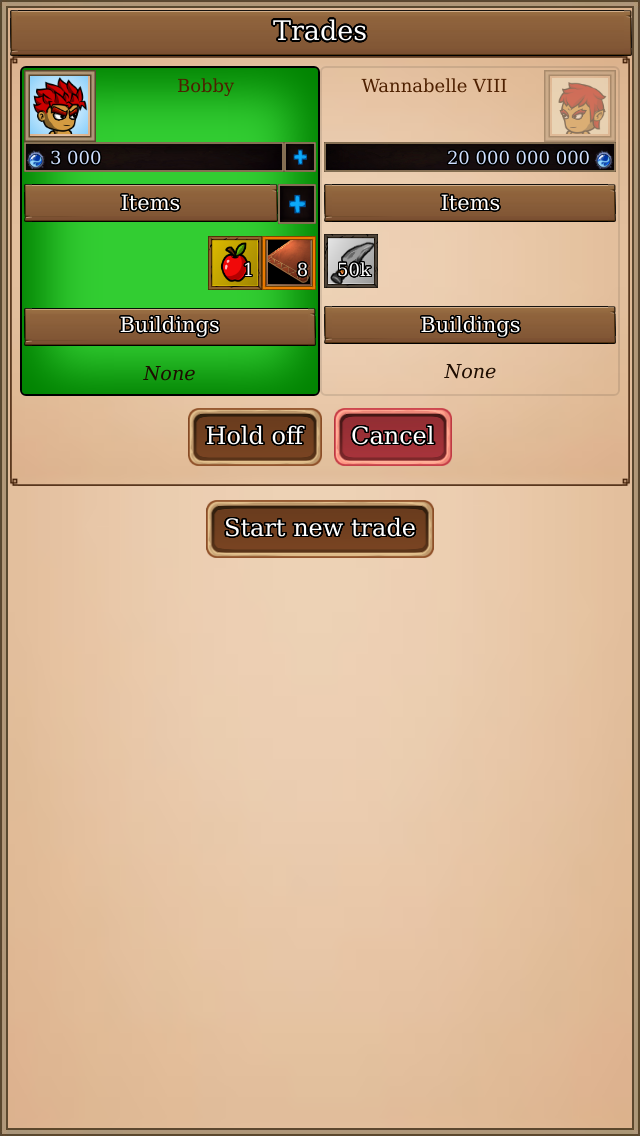 Trades
Bobby
Wannabelle VIII
3 000
20 000 000 000
Items
Items
1
8
50k
Buildings
Buildings
None
None
Hold off
Cancel
Start new trade